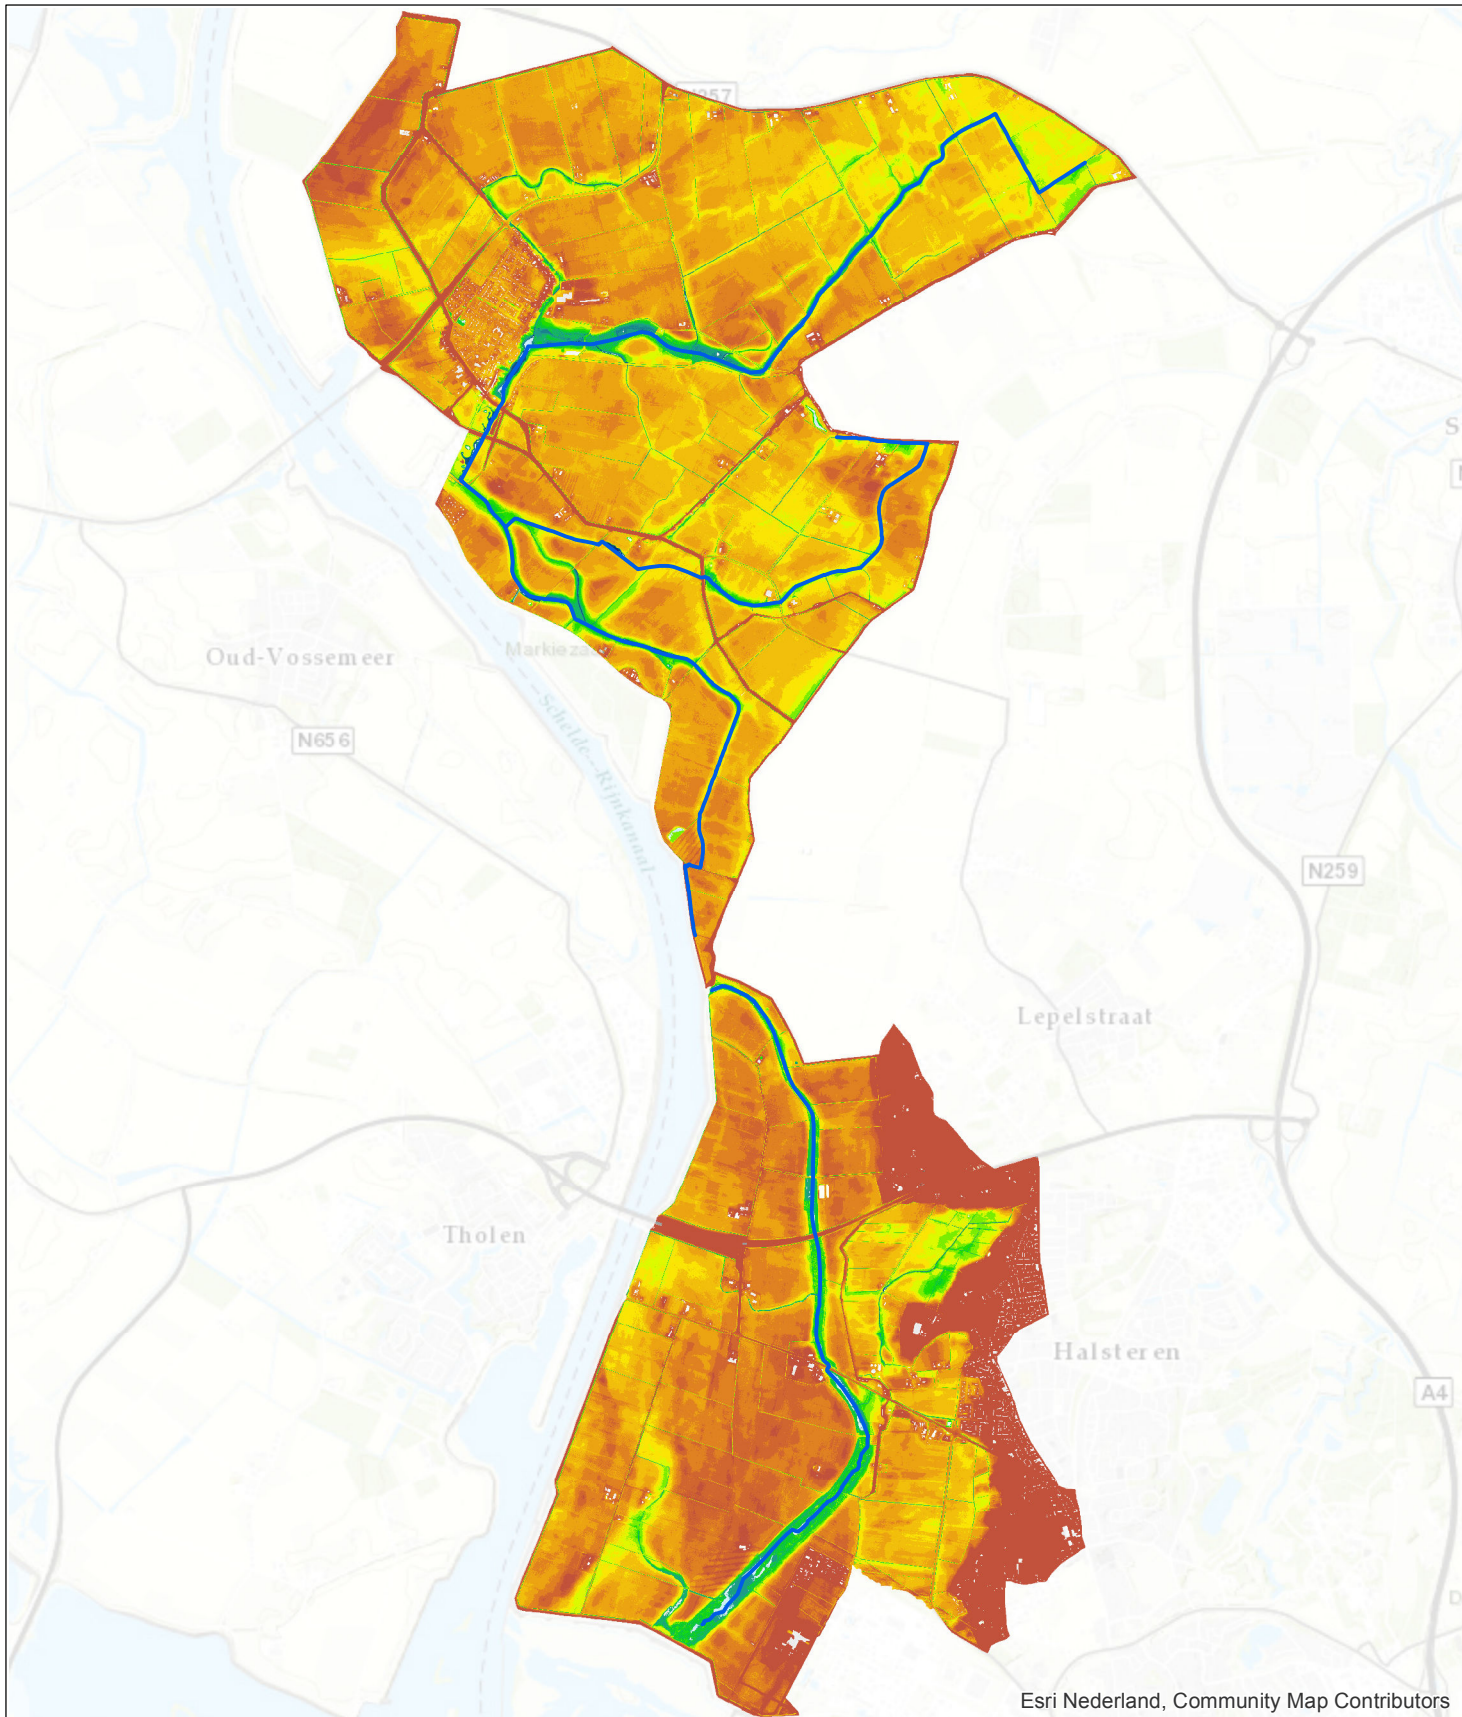 Oud-Vossemeer
N656
Schelde-Rijnkanaal
N259
Lepelstraat
Tholen
Halsteren
A4
Esri Nederland, Community Map Contributors